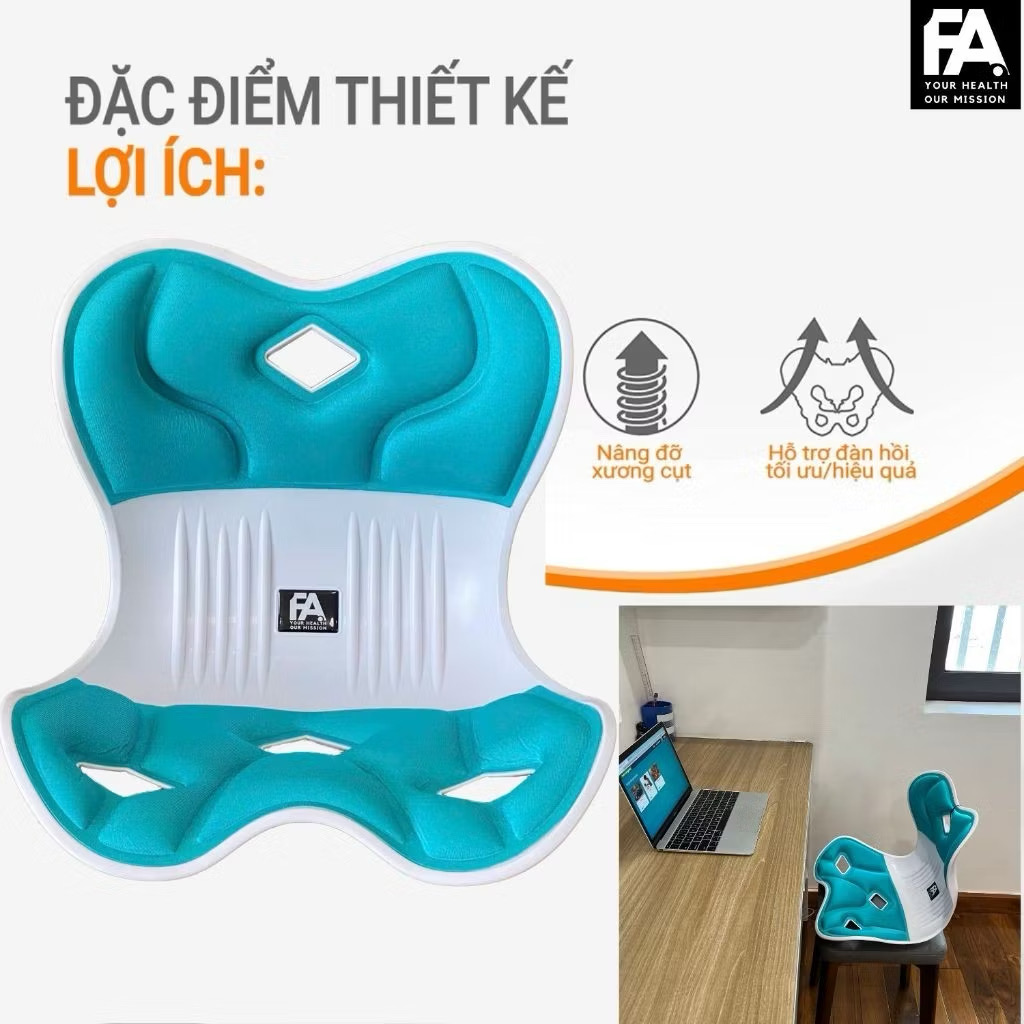 FA
YOUR HEALTH
OUR MISSION
ĐẶC ĐIỂM THIẾT KẾ
LỢI ÍCH:
Nâng đỡ
xương cụt
Hỗ trợ đàn hồi
tối ưu/hiệu quả
FA
YOUR HEALTH
OUR MISSION